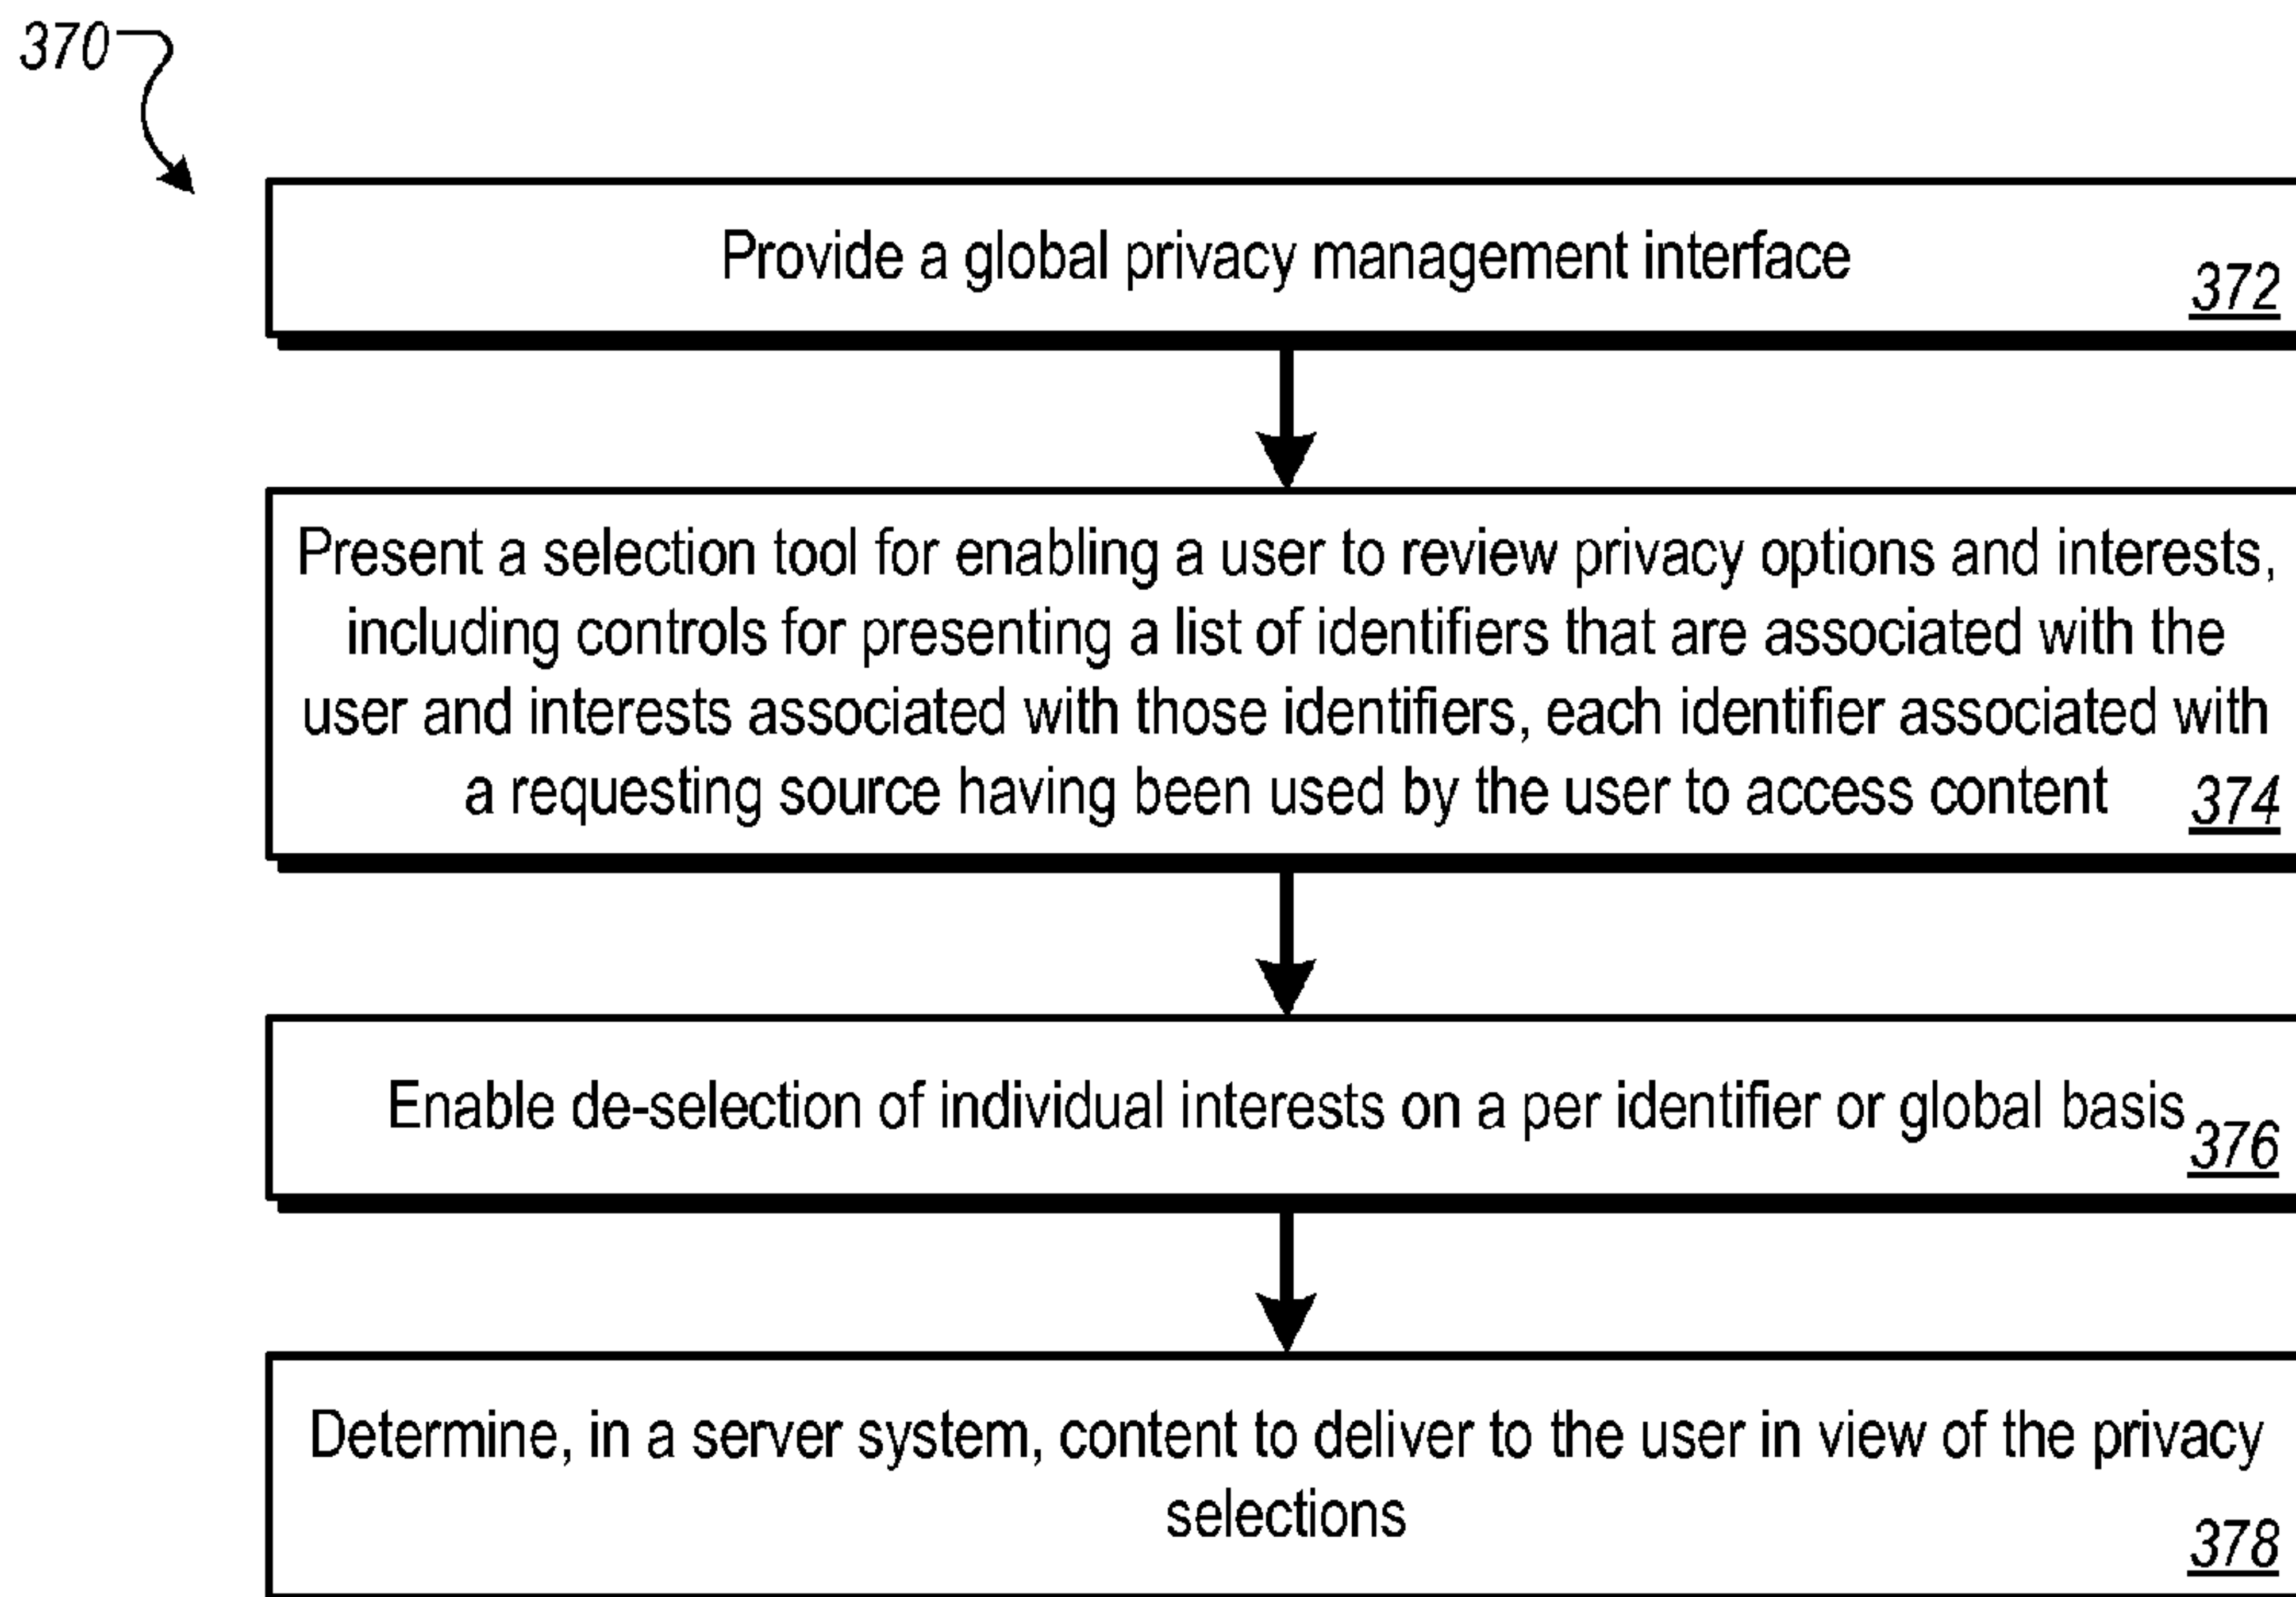 370
Provide a global privacy management interface
372
Present a selection tool for enabling a user to review privacy options and interests,
including controls for presenting a list of identifiers that are associated with the
user and interests associated with those identifiers, each identifier associated with
a requesting source having been used by the user to access content
374
Enable de-selection of individual interests on a per identifier or global basis
376
Determine, in a server system, content to deliver to the user in view of the privacy
selections
378